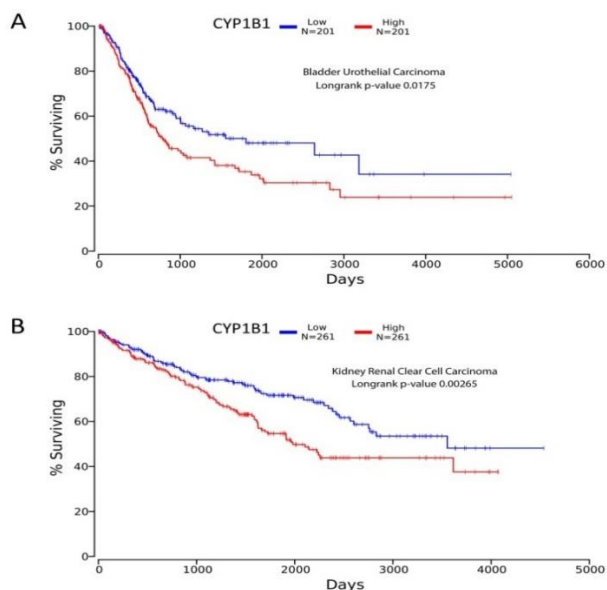 A
CYP1B1
Low
N=201
High
N=201
Bladder Urothelial Carcinoma
Longrank p-value 0.0175
% Surviving
100
80
60
40
20
0
0 1000 2000 3000 4000 5000 6000
Days
B
CYP1B1
Low
N=261
High
N=261
Kidney Renal Clear Cell Carcinoma
Longrank p-value 0.00265
% Surviving
100
80
60
40
20
0
0 1000 2000 3000 4000 5000
Days